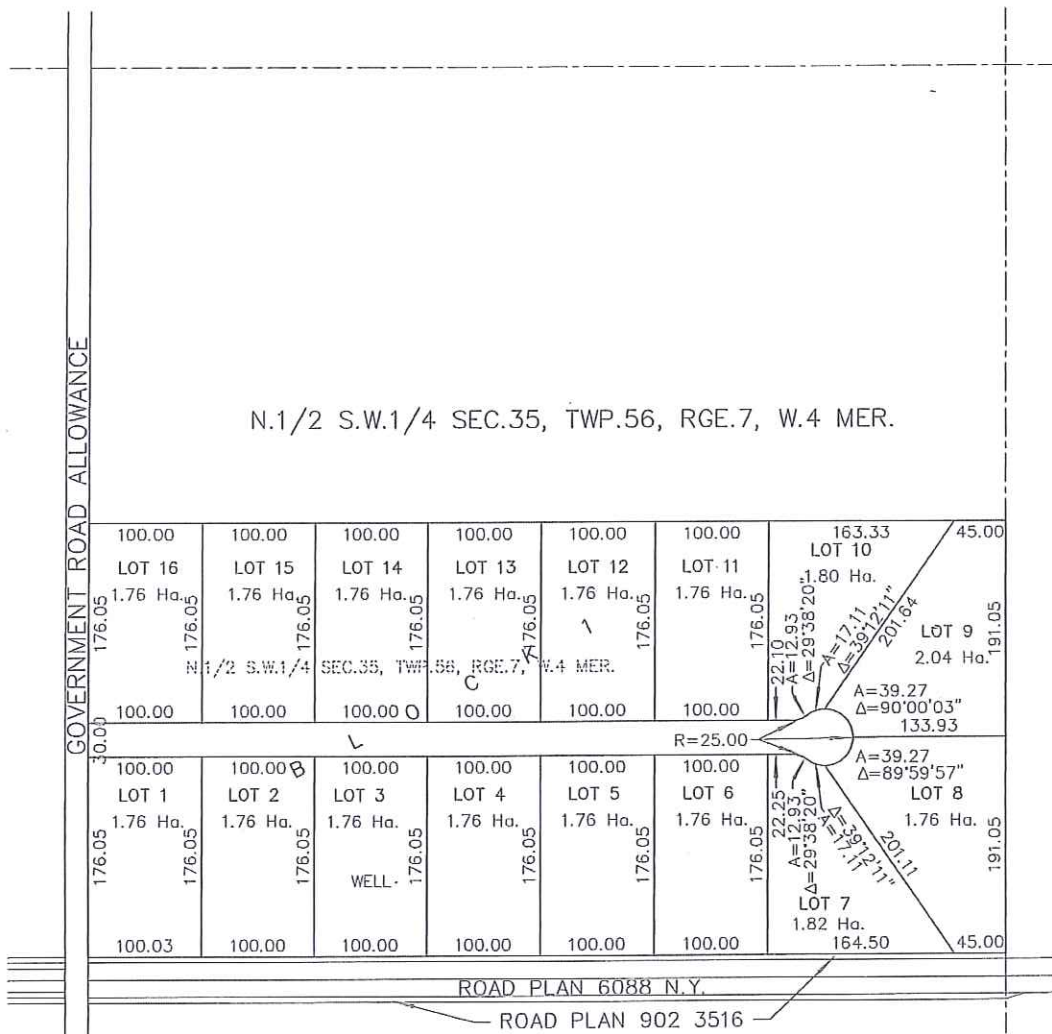 GOVERNMENT ROAD ALLOWANCE
N.1/2 S.W.1/4 SEC.35, TWP.56, RGE.7, W.4 MER.
100.00 100.00 100.00 100.00 100.00 100.00 163.33 45.00
LOT 16 LOT 15 LOT 14 LOT 13 LOT 12 LOT 11 LOT 10
1.76 Ha. 1.76 Ha. 1.76 Ha. 1.76 Ha. 1.76 Ha. 1.76 Ha. 1.80 Ha.
176.05 176.05 176.05 176.05 176.05 176.05 176.05
22.10
A=12.93
Δ=29°38'20"
A=17.11
Δ=39°12'11"
201.64
LOT 9
2.04 Ha.
191.05
N.1/2 S.W.1/4 SEC.35, TWP.56, RGE.7, W.4 MER.
BLOCK 1
100.00 100.00 100.00 100.00 100.00 100.00
A=39.27
Δ=90°00'03"
133.93
30.00
R=25.00
A=39.27
Δ=89°59'57"
100.00 100.00 100.00 100.00 100.00 100.00
LOT 1 LOT 2 LOT 3 LOT 4 LOT 5 LOT 6 LOT 8
1.76 Ha. 1.76 Ha. 1.76 Ha. 1.76 Ha. 1.76 Ha. 1.76 Ha. 1.76 Ha.
176.05 176.05 176.05 176.05 176.05 176.05 176.05
22.25
A=12.93
Δ=29°38'20"
A=17.11
Δ=39°12'11"
201.11
191.05
WELL
LOT 7
1.82 Ha.
100.03 100.00 100.00 100.00 100.00 100.00 164.50 45.00
ROAD PLAN 6088 N.Y.
ROAD PLAN 902 3516